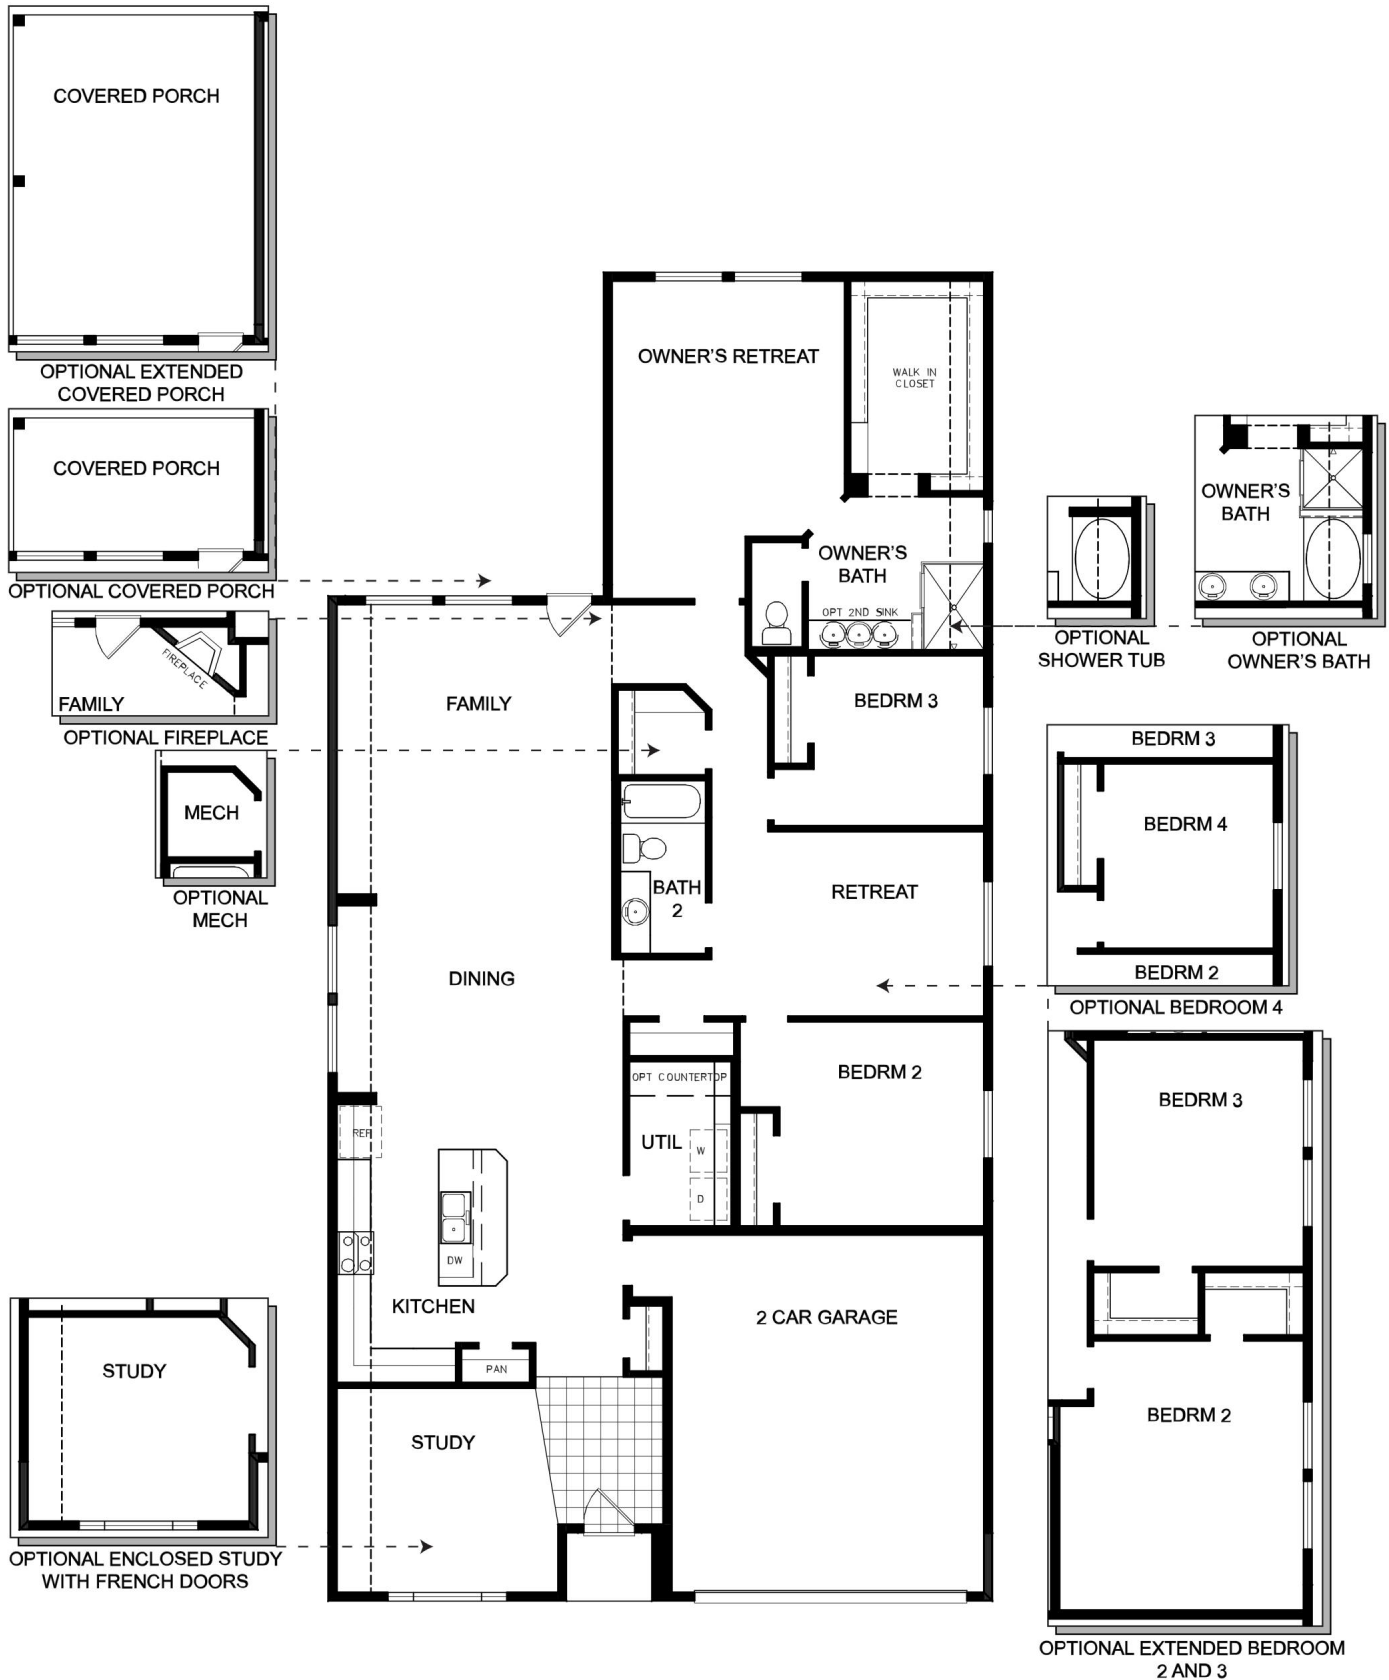 COVERED PORCH
OPTIONAL EXTENDED
COVERED PORCH
COVERED PORCH
OPTIONAL COVERED PORCH
FIREPLACE
FAMILY
OPTIONAL FIREPLACE
MECH
OPTIONAL
MECH
STUDY
OPTIONAL ENCLOSED STUDY
WITH FRENCH DOORS
OWNER'S RETREAT
WALK IN
CLOSET
OWNER'S
BATH
OPT 2ND SINK
FAMILY
BEDRM 3
BATH
2
RETREAT
DINING
BEDRM 2
OPT COUNTERTOP
REF
UTIL
W
D
DW
KITCHEN
2 CAR GARAGE
PAN
STUDY
OPTIONAL
SHOWER TUB
OWNER'S
BATH
OPTIONAL
OWNER'S BATH
BEDRM 3
BEDRM 4
BEDRM 2
OPTIONAL BEDROOM 4
BEDRM 3
BEDRM 2
OPTIONAL EXTENDED BEDROOM
2 AND 3